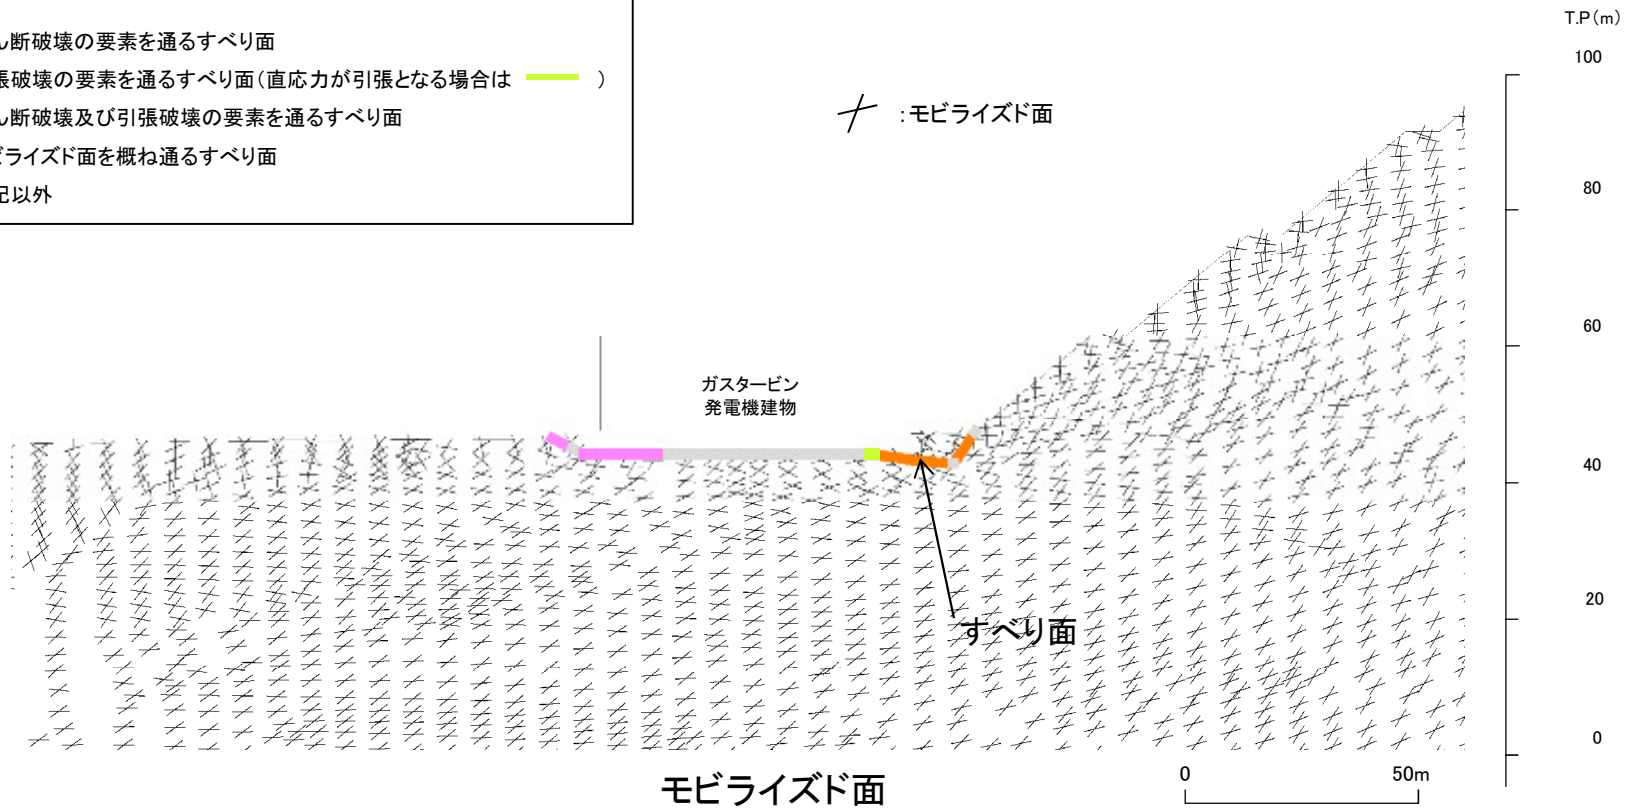 ん断破壊の要素を通るすべり面
張破壊の要素を通るすべり面(直応力が引張となる場合は ）
ん断破壊及び引張破壊の要素を通るすべり面
ビライズド面を概ね通るすべり面
記以外
:モビライズド面
T.P(m)
100
80
60
40
20
0
ガスタービン
発電機建物
すべり面
0 50m
モビライズド面